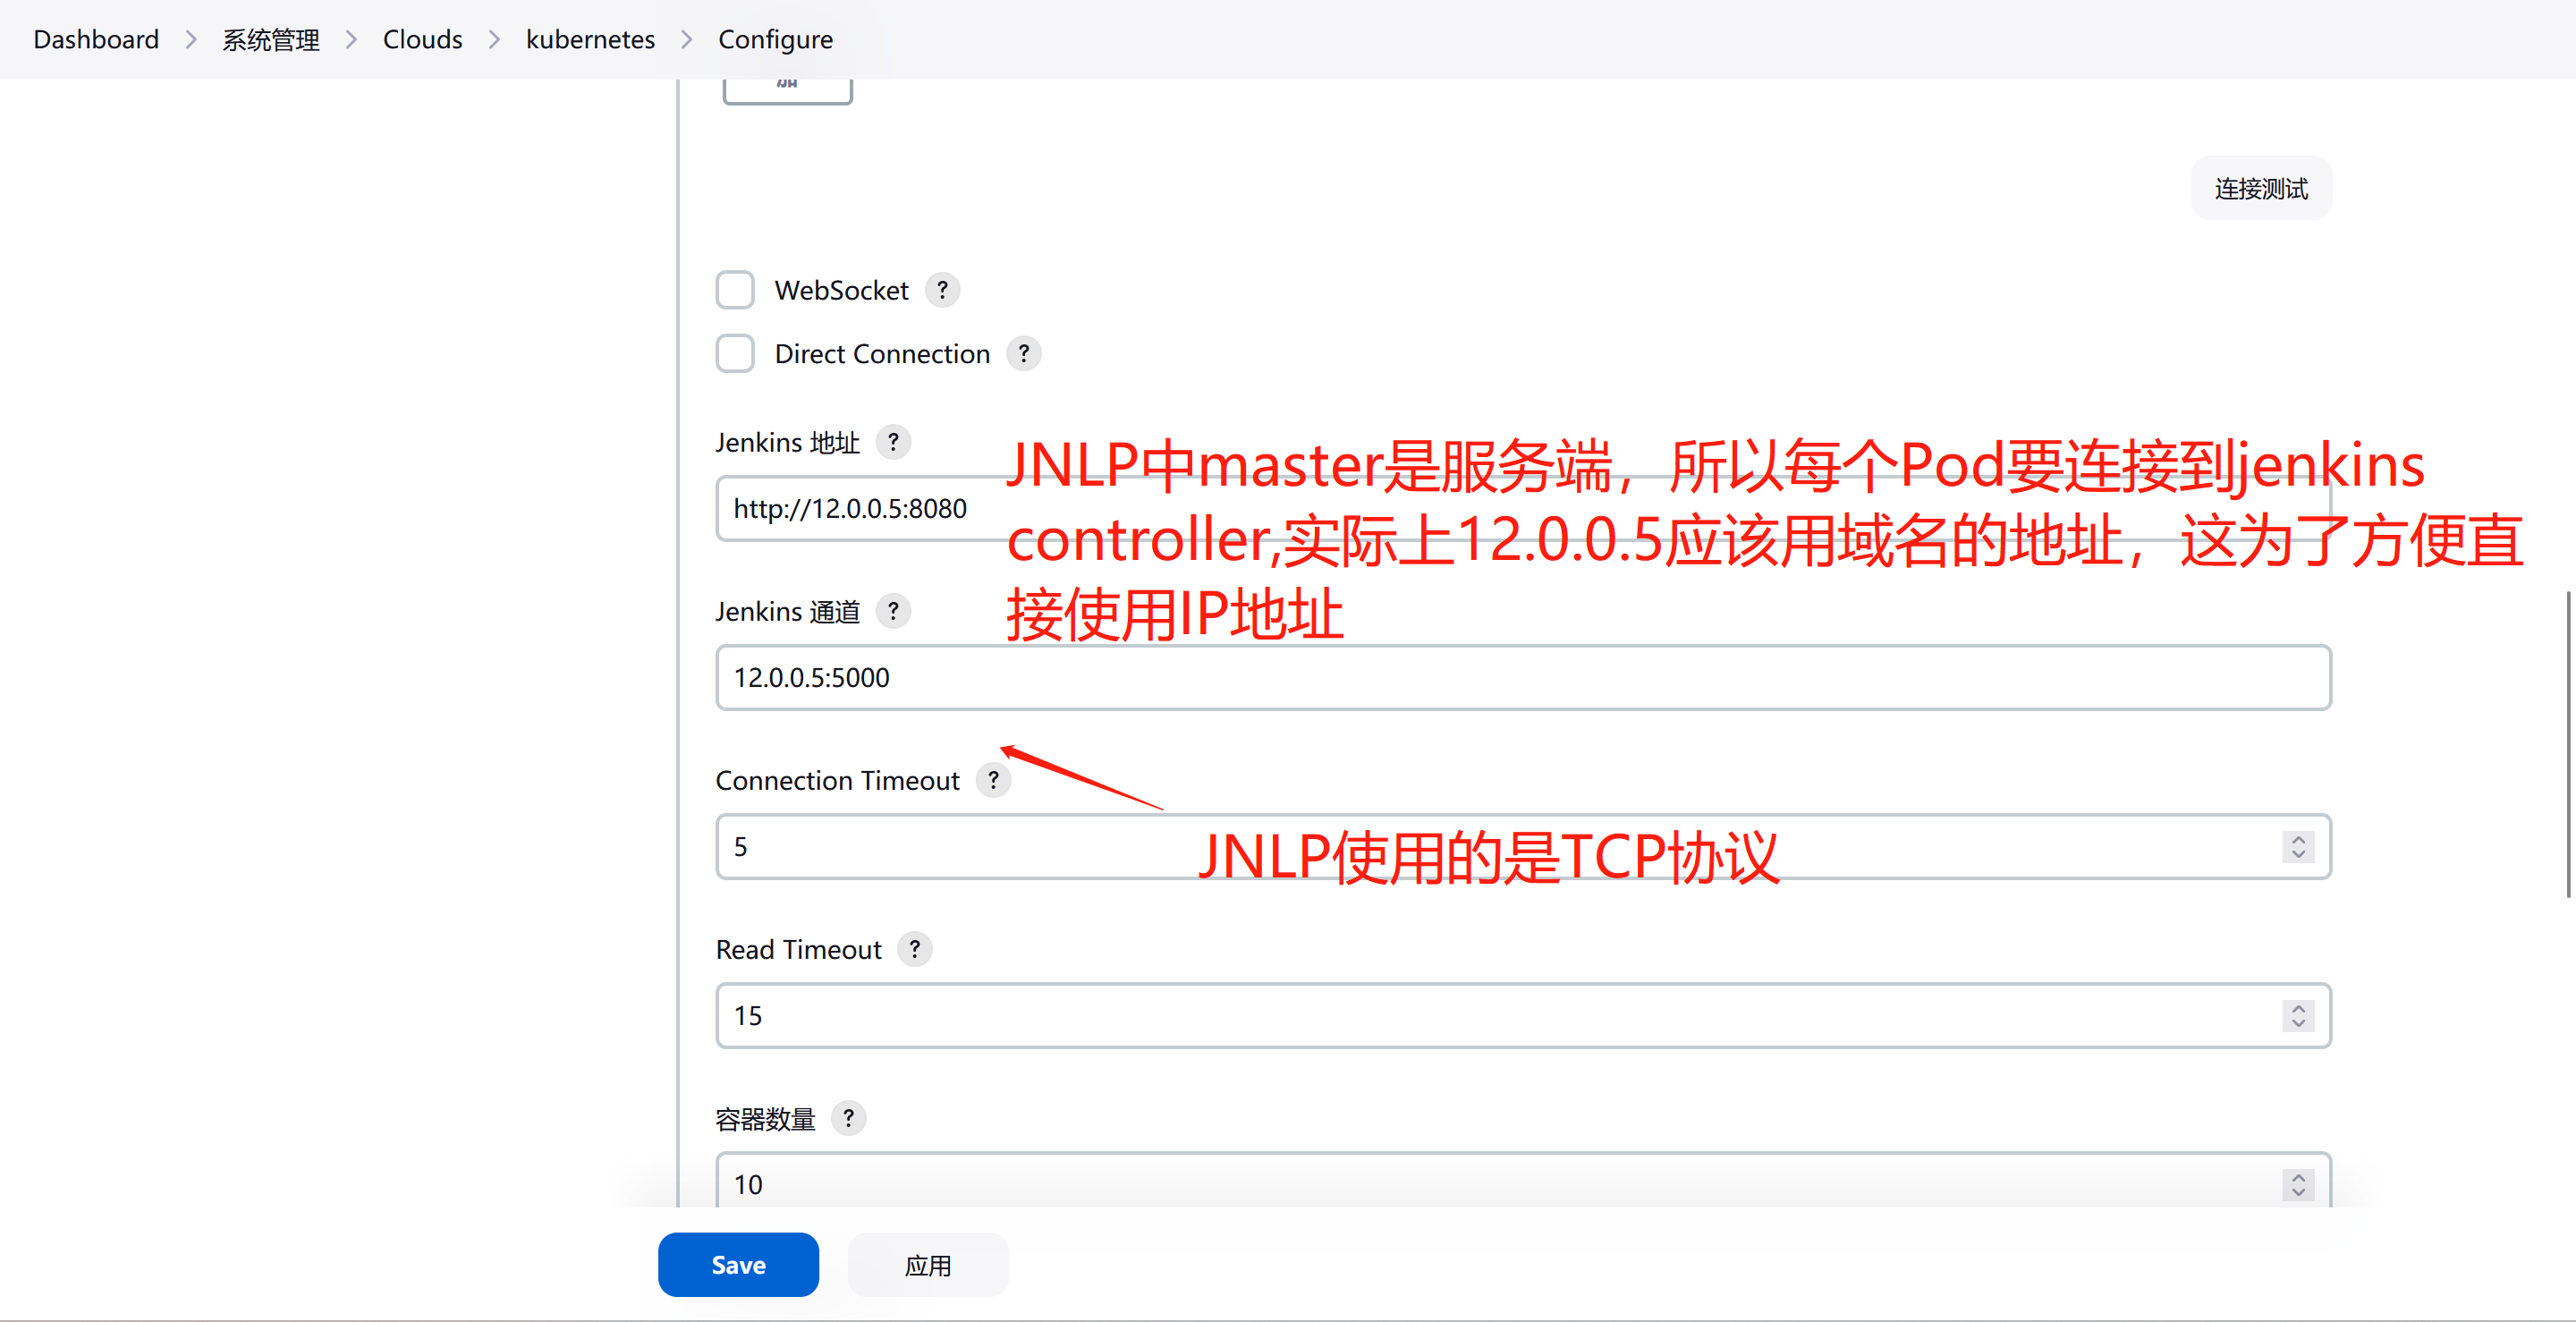 Dashboard > 系统管理 > Clouds > kubernetes > Configure
连接测试
WebSocket ?
Direct Connection ?
Jenkins 地址 ?
http://12.0.0.5:8080
JNLP中master是服务端，所以每个Pod要连接到jenkins
controller,实际上12.0.0.5应该用域名的地址，这为了方便直
接使用IP地址
Jenkins 通道 ?
12.0.0.5:5000
Connection Timeout ?
5
JNLP使用的是TCP协议
Read Timeout ?
15
容器数量 ?
10
Save
应用